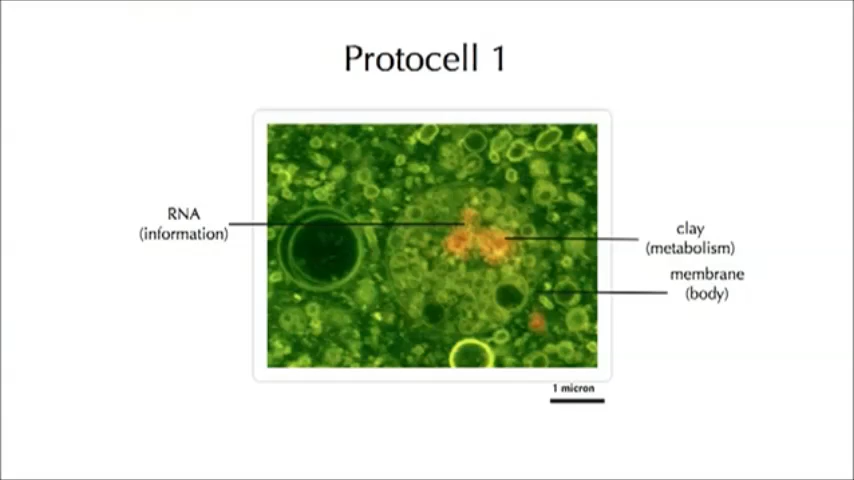 Protocell 1
RNA
(information)
clay
(metabolism)
membrane
(body)
1 micron